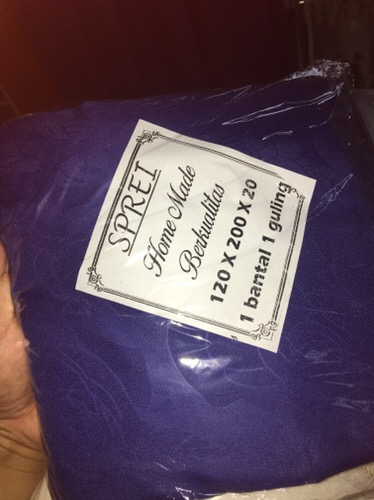 SPREI
Home Made
Berkualitas
120 X 200 X 20
1 bantal 1 guling